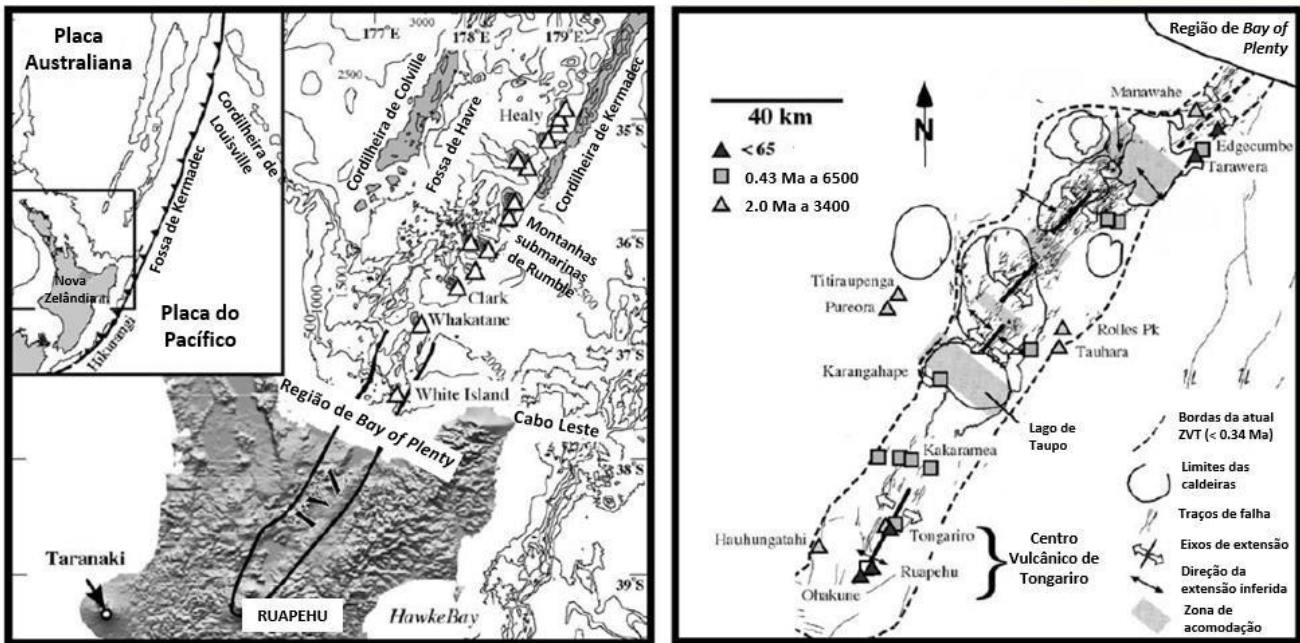 Placa
Australiana
Cordilheira de
Louisville
Fossa de Kermadec
Nova
Zelândia
Placa do
Pacífico
Hikurangi
177°E
3000
178°E
179°E
2500
Cordilheira de Colville
Fossa de Havre
Healy
Cordilheira de Kermadec
35°S
36°S
Montanhas
submarinas
de Rumble
1500
1000
500
Clark
Whakatane
2000
37°S
White Island
Região de Bay of Plenty
Cabo Leste
TVZ
38°S
Taranaki
RUAPEHU
HawkeBay
39°S
Região de Bay of
Plenty
40 km
N
<65
0.43 Ma a 6500
2.0 Ma a 3400
Manawahe
Edgecumbe
Tarawera
Titiraupenga
Pureora
Rolles Pk
Tauhara
Karangahape
Lago de
Taupo
Kakaramea
Hauhungatahi
Tongariro
Ruapehu
Ohakune
Centro
Vulcânico de
Tongariro
Bordas da atual
ZVT (< 0.34 Ma)
Limites das
caldeiras
Traços de falha
Eixos de extensão
Direção da
extensão inferida
Zona de
acomodação